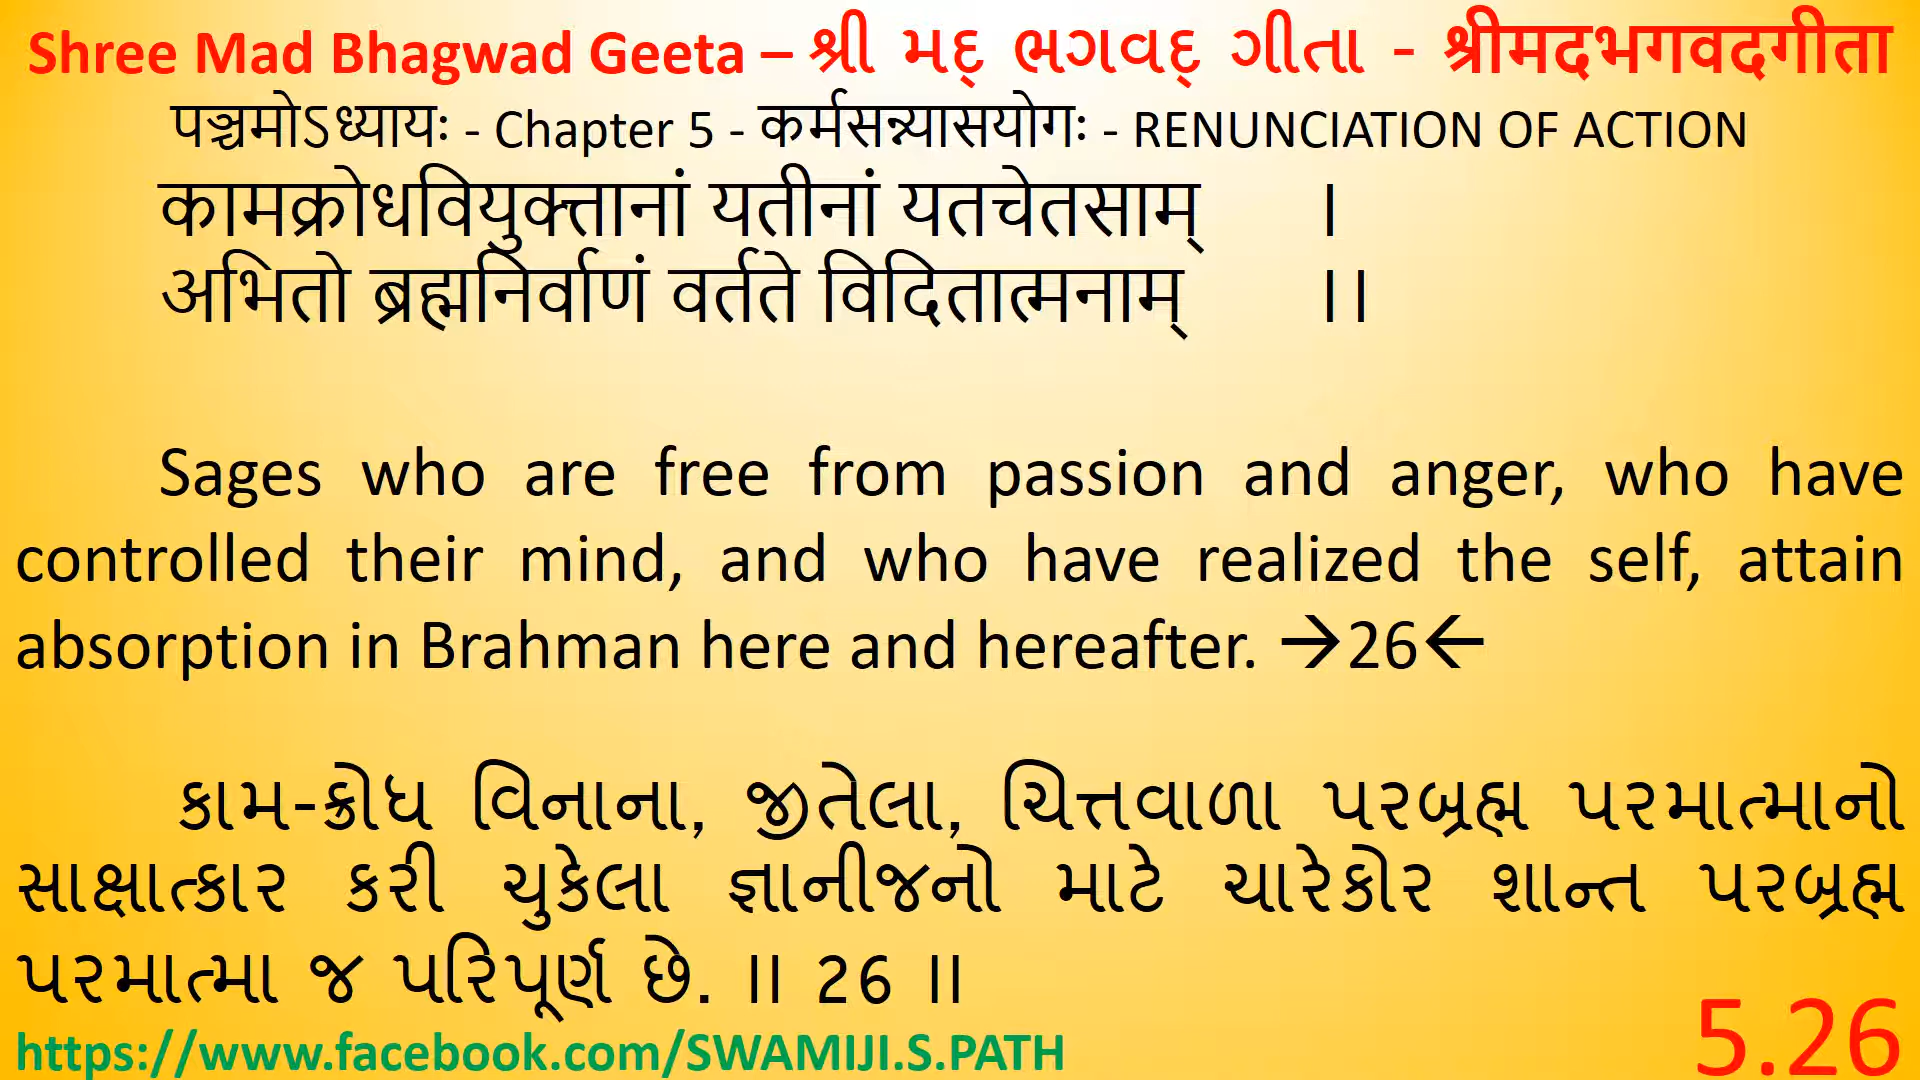 Shree Mad Bhagwad Geeta – શ્રી મદ્ ભગવદ્ ગીતા - श्रीमदभगवदगीता
पञ्चमोऽध्यायः - Chapter 5 - कर्मसन्न्यासयोगः - RENUNCIATION OF ACTION
कामक्रोधवियुक्तानां यतीनां यतचेतसाम् ।
अभितो ब्रह्मनिर्वाणं वर्तते विदितात्मनाम् ।।
Sages who are free from passion and anger, who have
controlled their mind, and who have realized the self, attain
absorption in Brahman here and hereafter. →26←
કામ-ક્રોધ વિનાના, જીતેલા, ચિત્તવાળા પરબ્રહ્મ પરમાત્માનો
સાક્ષાત્કાર કરી ચુકેલા જ્ઞાનીજનો માટે ચારેકોર શાન્ત પરબ્રહ્મ
પરમાત્મા જ પરિપૂર્ણ છે. ।। 26 ।।
https://www.facebook.com/SWAMIJI.S.PATH
5.26